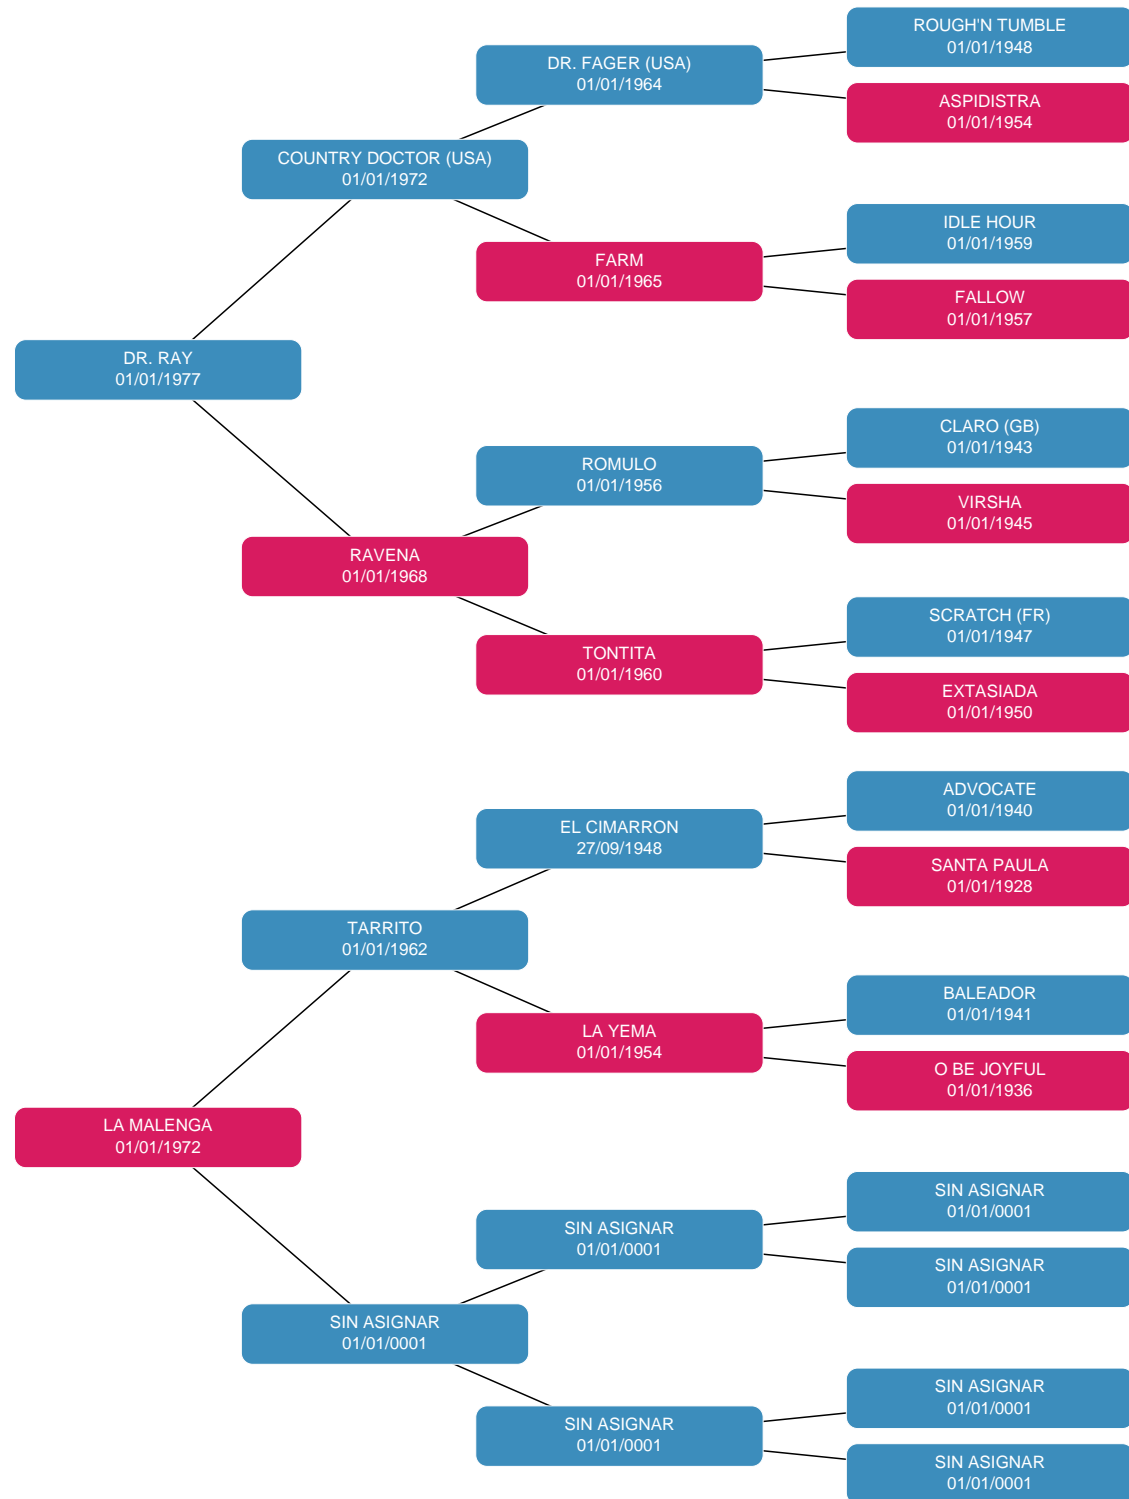 ROUGH'N TUMBLE
01/01/1948
DR. FAGER (USA)
01/01/1964
ASPIDISTRA
01/01/1954
COUNTRY DOCTOR (USA)
01/01/1972
IDLE HOUR
01/01/1959
FARM
01/01/1965
FALLOW
01/01/1957
DR. RAY
01/01/1977
CLARO (GB)
01/01/1943
ROMULO
01/01/1956
VIRSHA
01/01/1945
RAVENA
01/01/1968
SCRATCH (FR)
01/01/1947
TONTITA
01/01/1960
EXTASIADA
01/01/1950
ADVOCATE
01/01/1940
EL CIMARRON
27/09/1948
SANTA PAULA
01/01/1928
TARRITO
01/01/1962
BALEADOR
01/01/1941
LA YEMA
01/01/1954
O BE JOYFUL
01/01/1936
LA MALENGA
01/01/1972
SIN ASIGNAR
01/01/0001
SIN ASIGNAR
01/01/0001
SIN ASIGNAR
01/01/0001
SIN ASIGNAR
01/01/0001
SIN ASIGNAR
01/01/0001
SIN ASIGNAR
01/01/0001
SIN ASIGNAR
01/01/0001